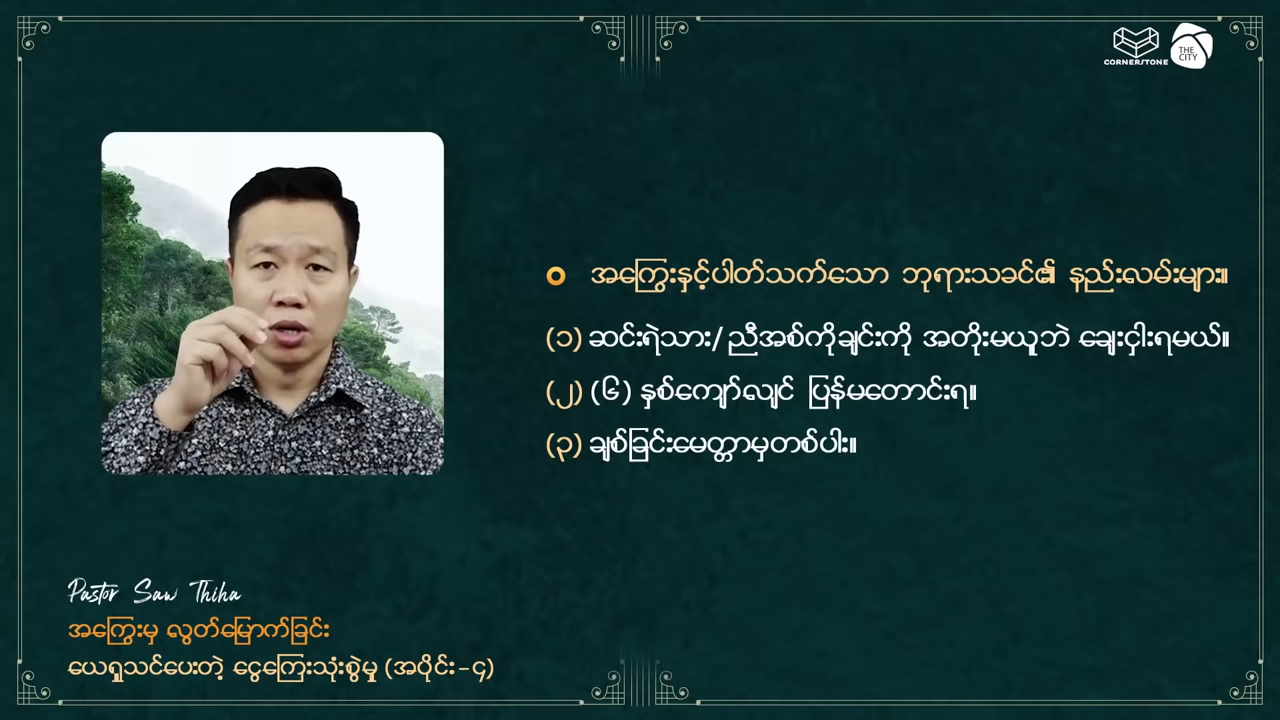 CORNERSTONE
THE
CITY
အကြွေးနှင့်ပါတ်သက်သော ဘုရားသခင်၏ နည်းလမ်းများ။
(၁) ဆင်းရဲသား/ ညီအစ်ကိုချင်းကို အတိုးမယူဘဲ ချေးငှါးရမယ်။
(၂) (၆) နှစ်ကျော်လျင် ပြန်မတောင်းရ။
(၃) ချစ်ခြင်းမေတ္တာမှတစ်ပါး။
Pastor Saw Thiha
အကြွေးမှ လွတ်မြောက်ခြင်း
ယေရှုသင်ပေးတဲ့ ငွေကြေးသုံးစွဲမှု (အပိုင်း-၄)